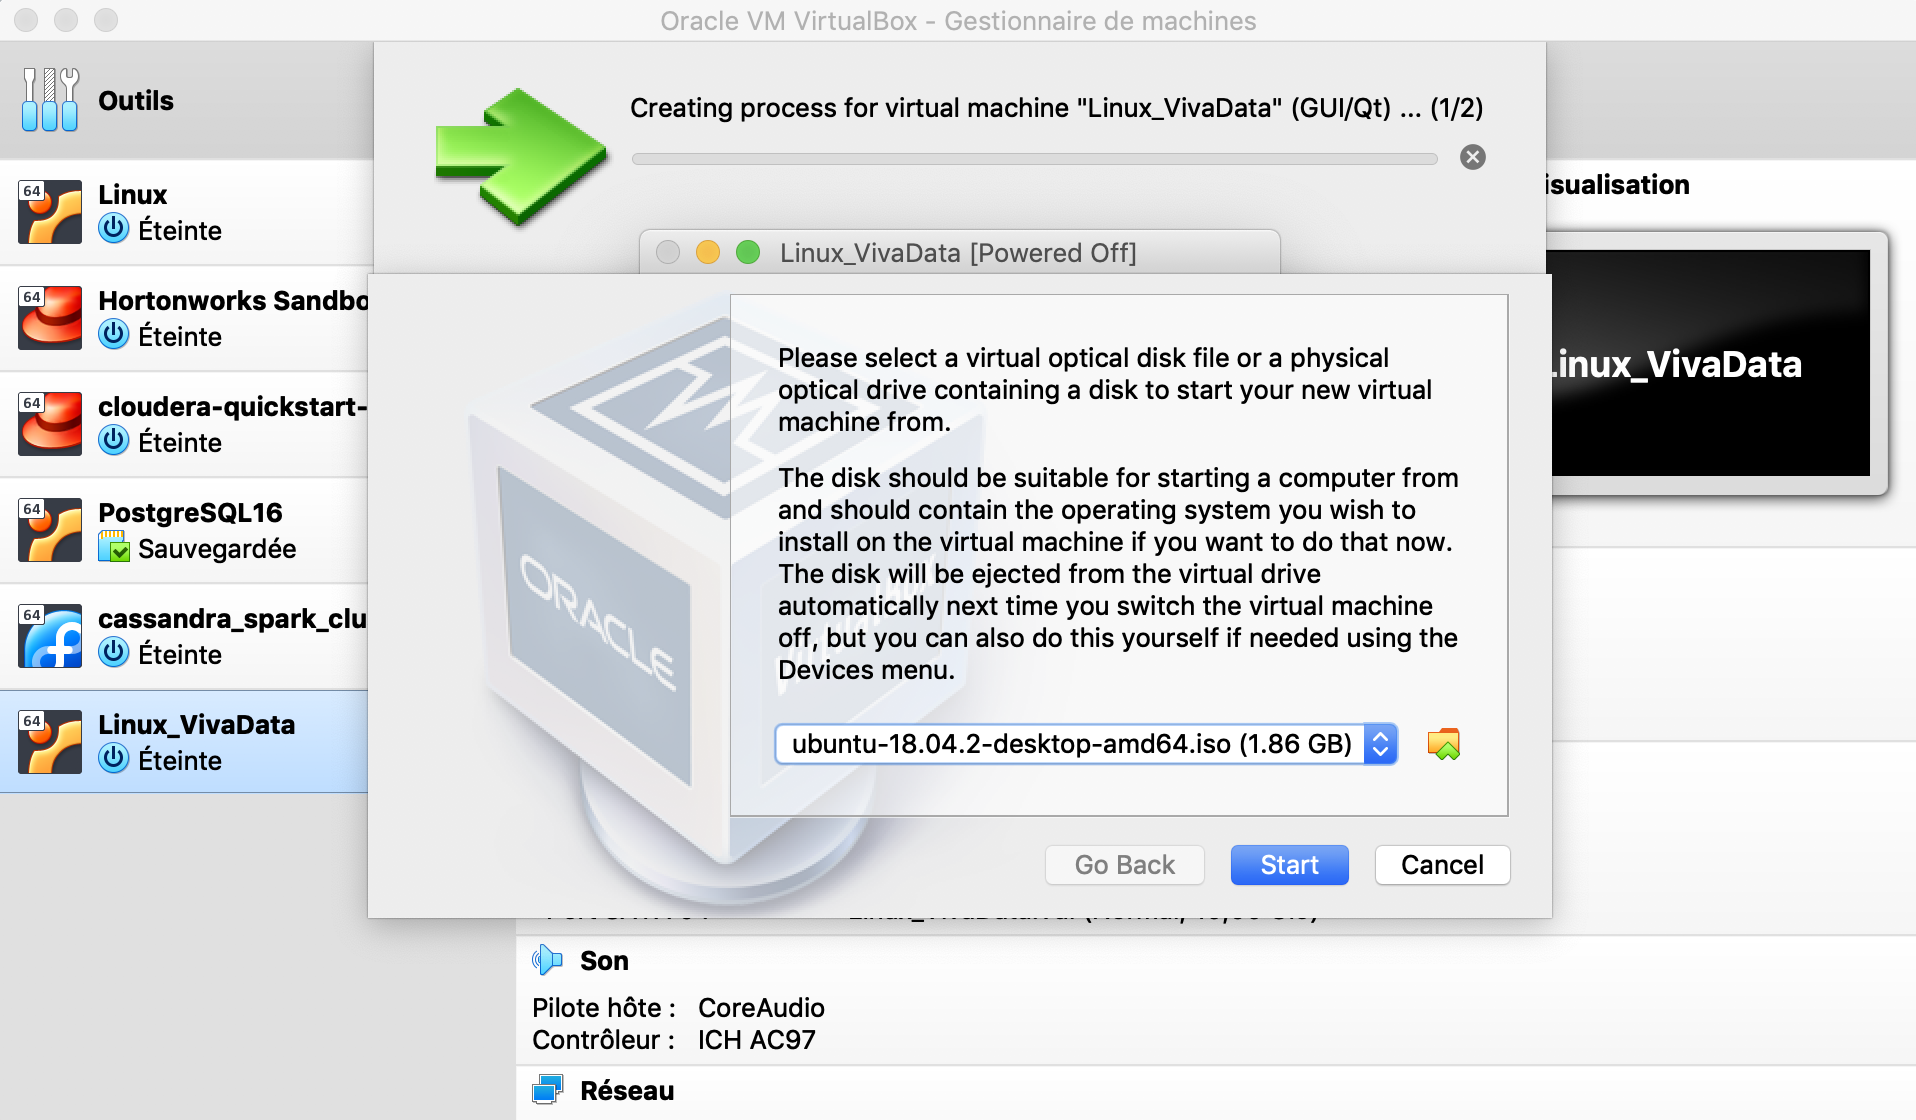 Oracle VM VirtualBox - Gestionnaire de machines
Outils
Creating process for virtual machine "Linux_VivaData" (GUI/Qt) ... (1/2)
64
Linux
Éteinte
64
Hortonworks Sandbo
Éteinte
64
cloudera-quickstart-
Éteinte
64
PostgreSQL16
Sauvegardée
64
cassandra_spark_clu
Éteinte
64
Linux_VivaData
Éteinte
isualisation
Linux_VivaData
Linux_VivaData [Powered Off]
ORACLE
VirtualBox
Please select a virtual optical disk file or a physical
optical drive containing a disk to start your new virtual
machine from.
The disk should be suitable for starting a computer from
and should contain the operating system you wish to
install on the virtual machine if you want to do that now.
The disk will be ejected from the virtual drive
automatically next time you switch the virtual machine
off, but you can also do this yourself if needed using the
Devices menu.
ubuntu-18.04.2-desktop-amd64.iso (1.86 GB)
Go Back
Start
Cancel
Son
Pilote hôte : CoreAudio
Contrôleur : ICH AC97
Réseau